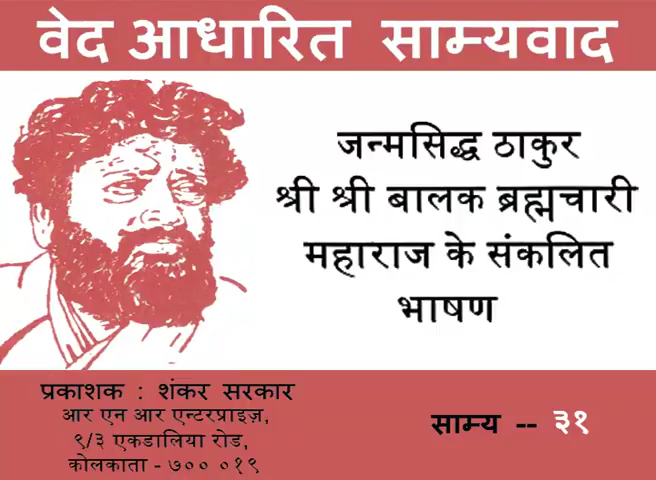 वेद आधारित साम्यवाद
जन्मसिद्ध ठाकुर
श्री श्री बालक ब्रह्मचारी
महाराज के संकलित
भाषण
प्रकाशक : शंकर सरकार
आर एन आर एन्टरप्राइज़,
९/३ एकडालिया रोड,
कोलकाता - ७०० ०१९
साम्य -- ३१